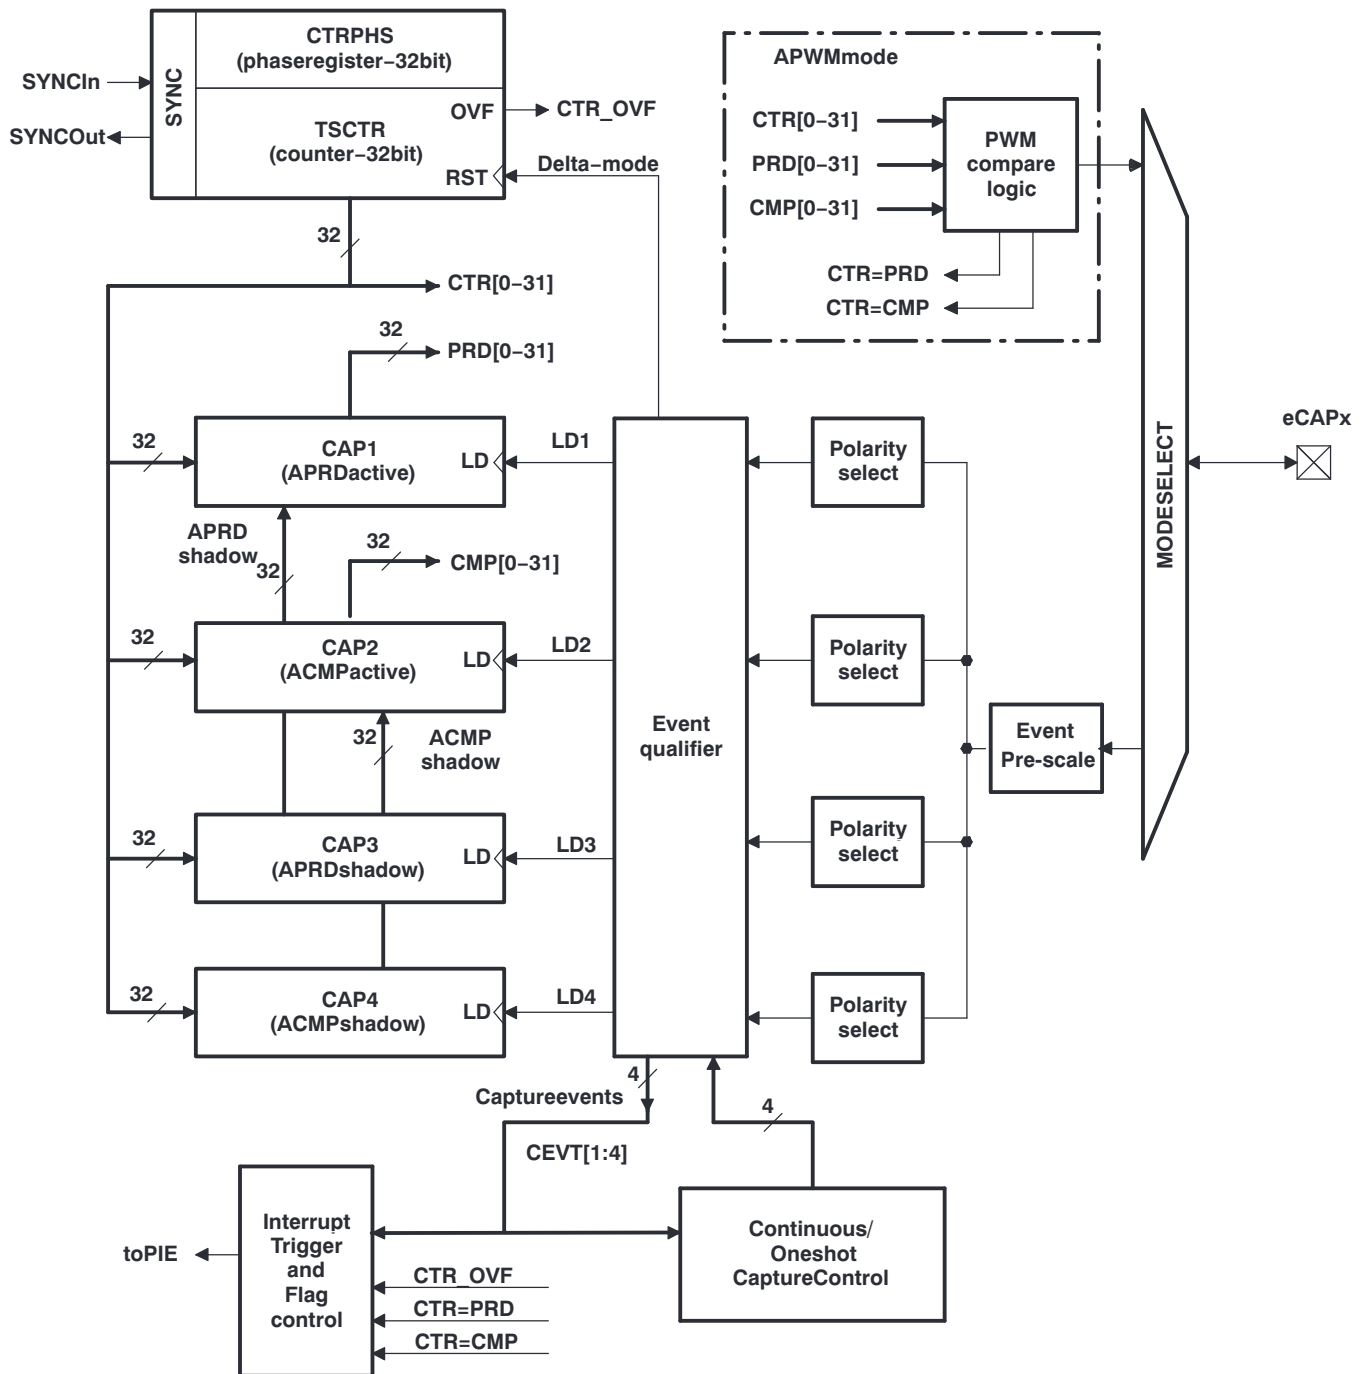 CTRPHS
(phaseregister−32bit)
APWMmode
SYNCIn
SYNC
SYNCOut
OVF
CTR_OVF
TSCTR
(counter−32bit)
RST
Delta−mode
CTR[0−31]
PRD[0−31]
CMP[0−31]
PWM
compare
logic
CTR=PRD
CTR=CMP
32
CTR[0−31]
32
PRD[0−31]
32
CAP1
(APRDactive)
LD
LD1
Polarity
select
MODESELECT
eCAPx
APRD
shadow
32
32
CMP[0−31]
32
CAP2
(ACMPactive)
LD
LD2
Polarity
select
32
ACMP
shadow
Event
qualifier
Event
Pre-scale
32
CAP3
(APRDshadow)
LD
LD3
Polarity
select
32
CAP4
(ACMPshadow)
LD
LD4
Polarity
select
4
Captureevents
4
CEVT[1:4]
Interrupt
Trigger
and
Flag
control
toPIE
CTR_OVF
CTR=PRD
CTR=CMP
Continuous/
Oneshot
CaptureControl